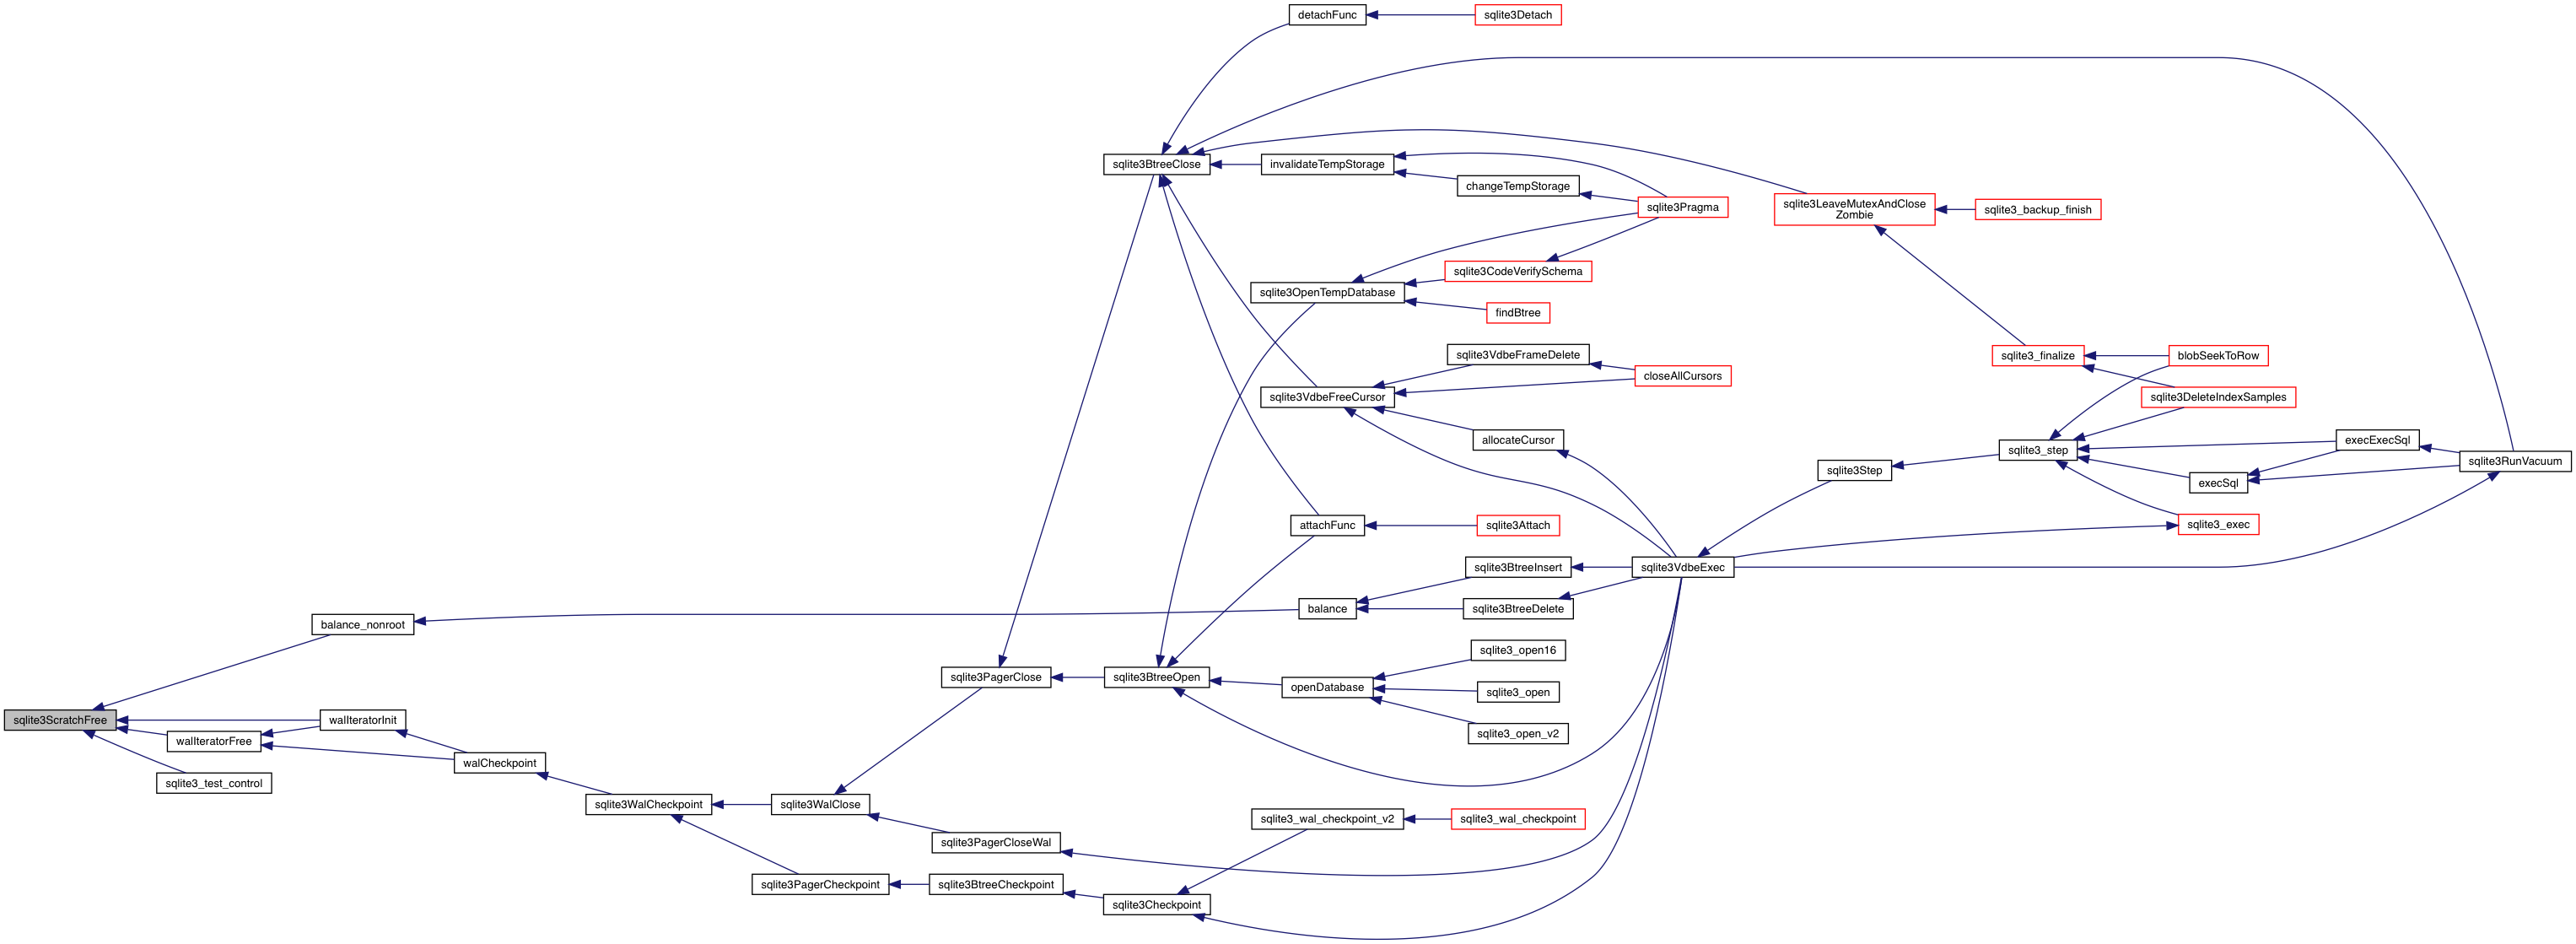 detachFunc
sqlite3Detach
sqlite3BtreeClose
invalidateTempStorage
changeTempStorage
sqlite3Pragma
sqlite3LeaveMutexAndClose
Zombie
sqlite3_backup_finish
sqlite3CodeVerifySchema
sqlite3OpenTempDatabase
findBtree
sqlite3VdbeFrameDelete
sqlite3_finalize
blobSeekToRow
closeAllCursors
sqlite3VdbeFreeCursor
sqlite3DeleteIndexSamples
allocateCursor
execExecSql
sqlite3_step
sqlite3RunVacuum
sqlite3Step
execSql
attachFunc
sqlite3Attach
sqlite3_exec
sqlite3BtreeInsert
sqlite3VdbeExec
balance
sqlite3BtreeDelete
balance_nonroot
sqlite3_open16
sqlite3PagerClose
sqlite3BtreeOpen
openDatabase
sqlite3_open
sqlite3ScratchFree
walIteratorInit
sqlite3_open_v2
walIteratorFree
walCheckpoint
sqlite3_test_control
sqlite3WalCheckpoint
sqlite3WalClose
sqlite3_wal_checkpoint_v2
sqlite3_wal_checkpoint
sqlite3PagerCloseWal
sqlite3PagerCheckpoint
sqlite3BtreeCheckpoint
sqlite3Checkpoint